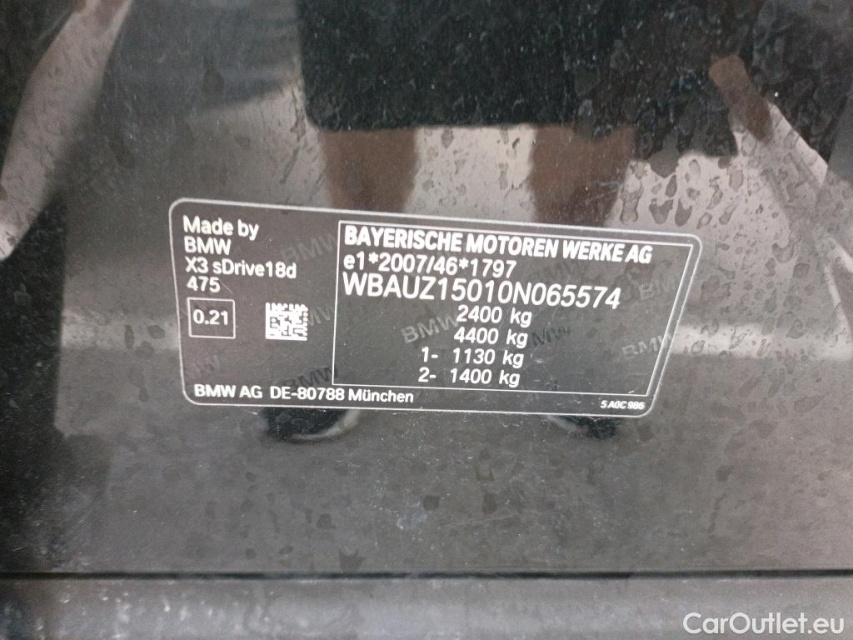 Made by
BMW
X3 sDrive18d
475
0.21
BAYERISCHE MOTOREN WERKE AG
e1*2007/46*1797
WBAUZ15010N065574
2400 kg
4400 kg
1- 1130 kg
2- 1400 kg
BMW AG DE-80788 München
5 A0C 986
CarOutlet.eu